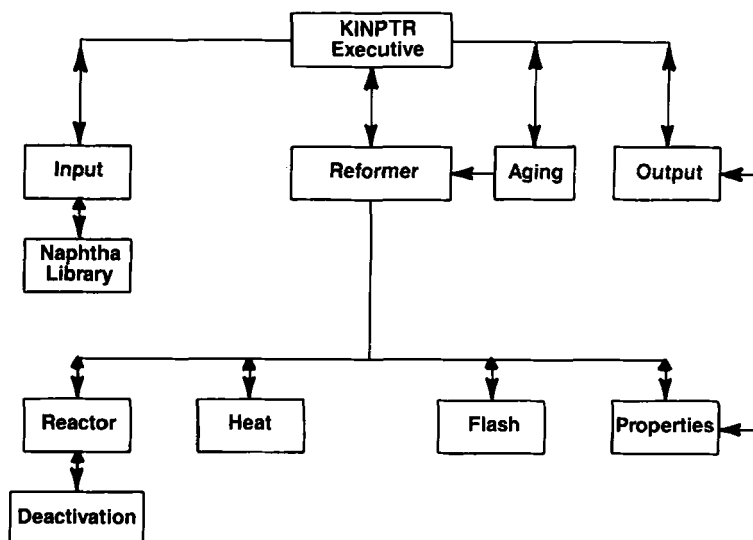 KINPTR
Executive
Input
Reformer
Aging
Output
Naphtha
Library
Reactor
Heat
Flash
Properties
Deactivation